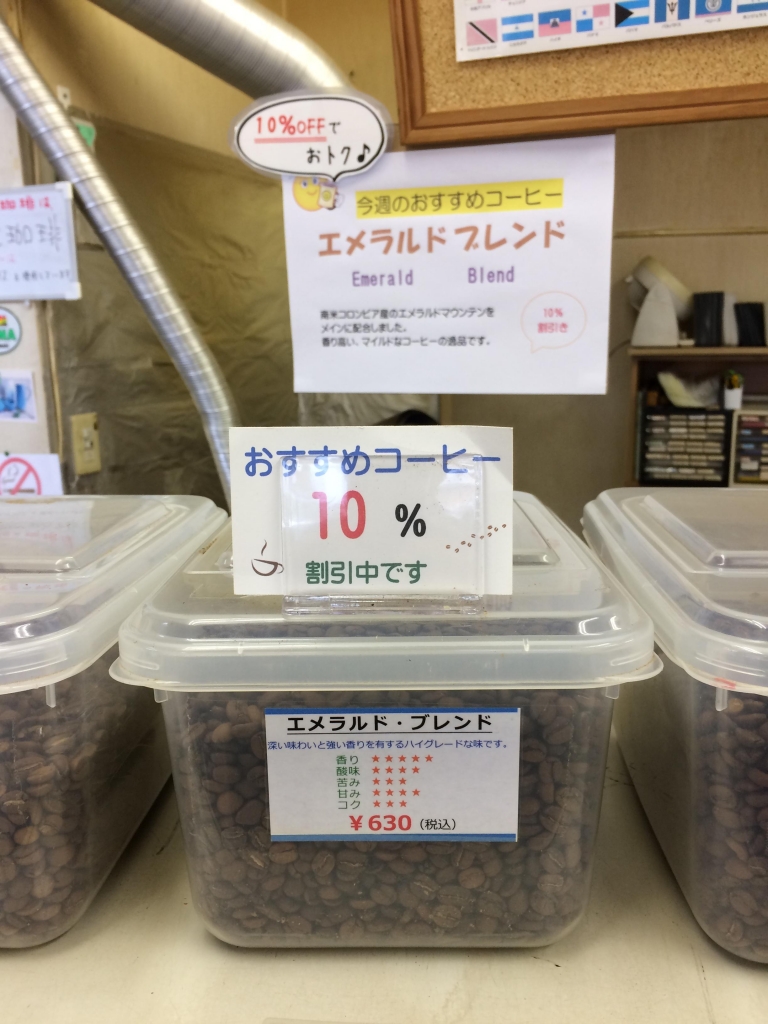 10%OFFで
おトク♪
今週のおすすめコーヒー
エメラルドブレンド
Emerald Blend
南米コロンビア産のエメラルドマウンテンを
メインに配合しました。
香り高い、マイルドなコーヒーの逸品です。
10%
割引き
おすすめコーヒー
10 %
割引中です
エメラルド・ブレンド
深い味わいと強い香りを有するハイグレードな味です。
香り ★★★★★
酸味 ★★★★
苦み ★★★
甘み ★★★★
コク ★★★
￥630 (税込)